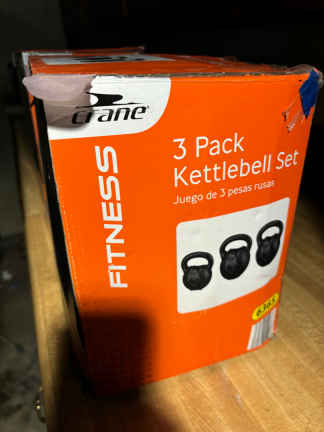 crane
FITNESS
3 Pack
Kettlebell Set
Juego de 3 pesas rusas